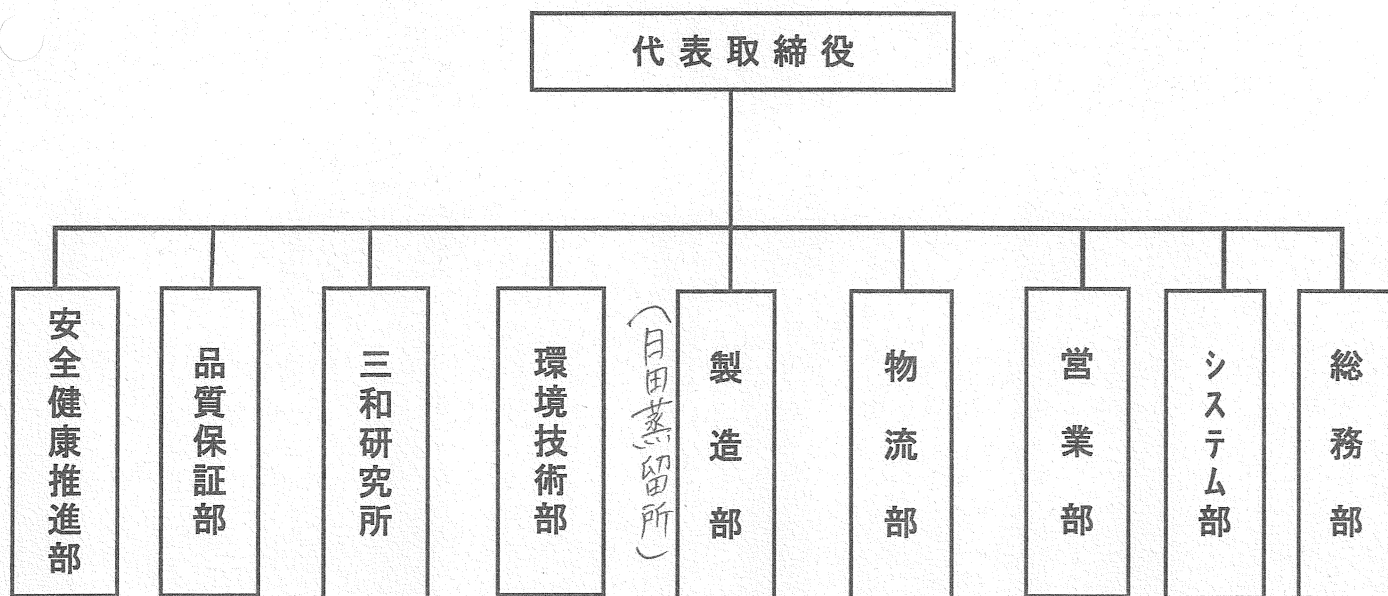 代表取締役
安全健康推進部
品質保証部
三和研究所
環境技術部
(日田蒸留所)
製造部
物流部
営業部
システム部
総務部